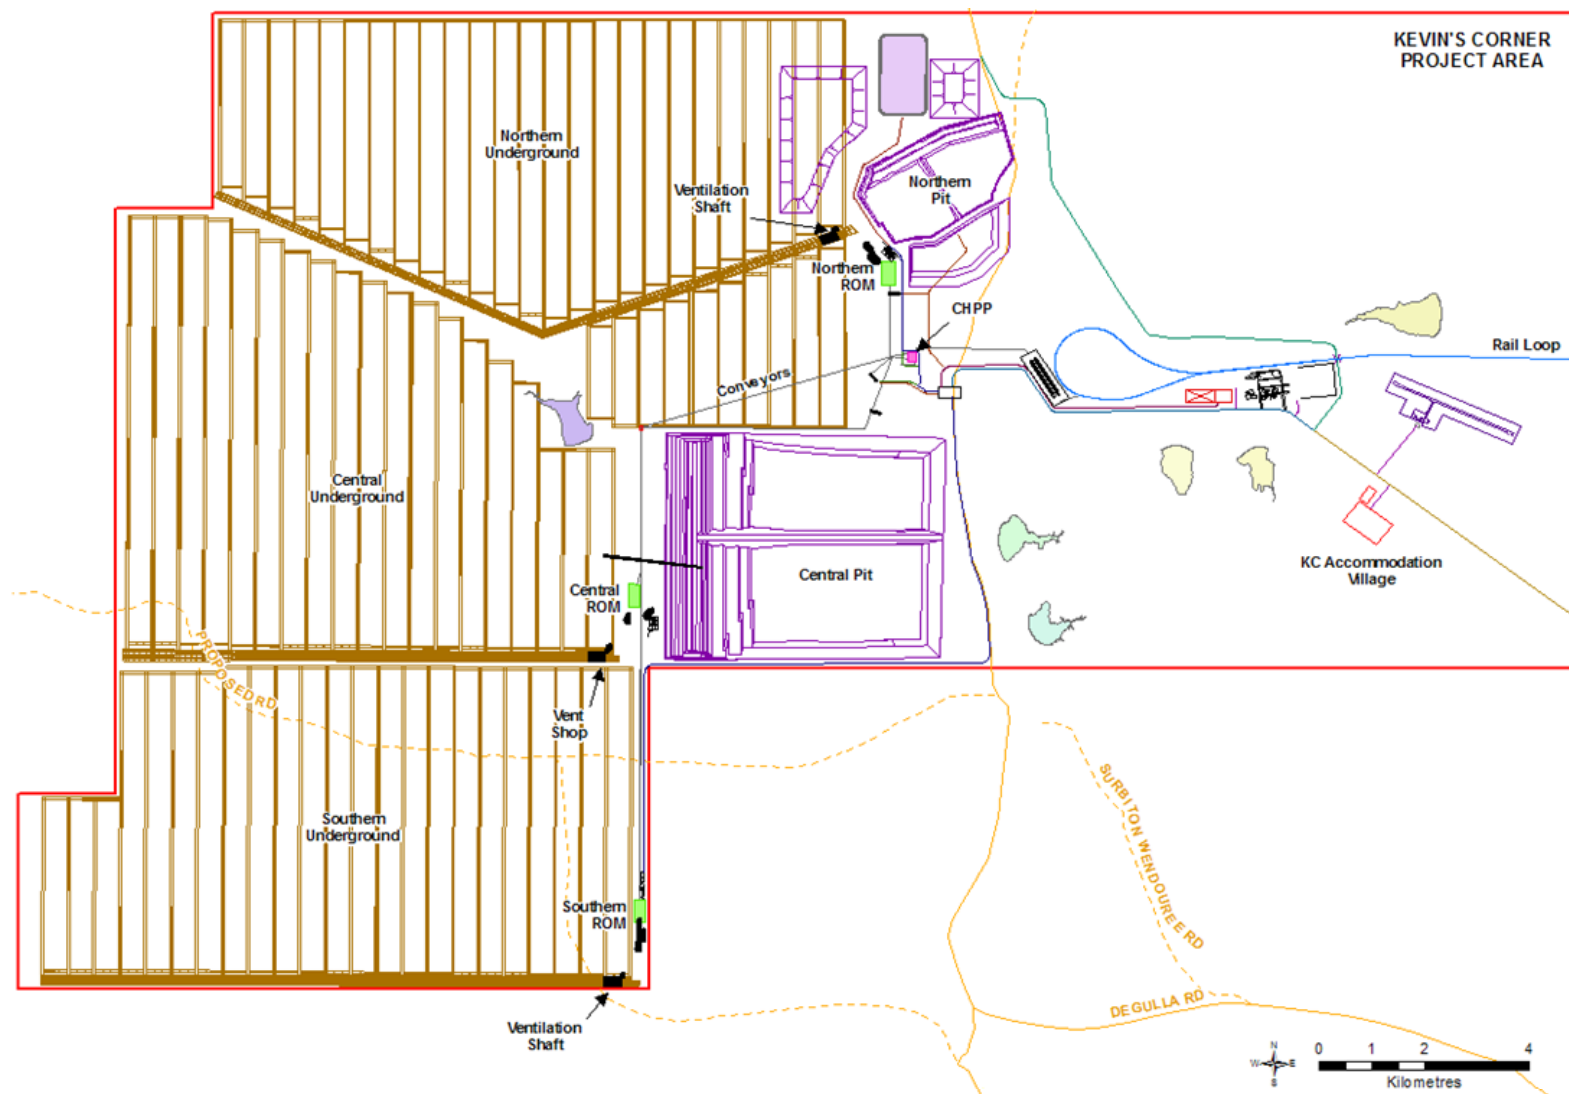 KEVIN'S CORNER
PROJECT AREA
Northern
Underground
Ventilation
Shaft
Northern
Pit
Northern
ROM
CHPP
Rail Loop
Conveyors
Central
Underground
Central Pit
KC Accommodation
Village
Central
ROM
PROPOSED RD
Vent
Shop
SURBITON WENDOUREE RD
Southern
Underground
Southern
ROM
DEGULLA RD
Ventilation
Shaft
N
W E
S
0 1 2 4
Kilometres